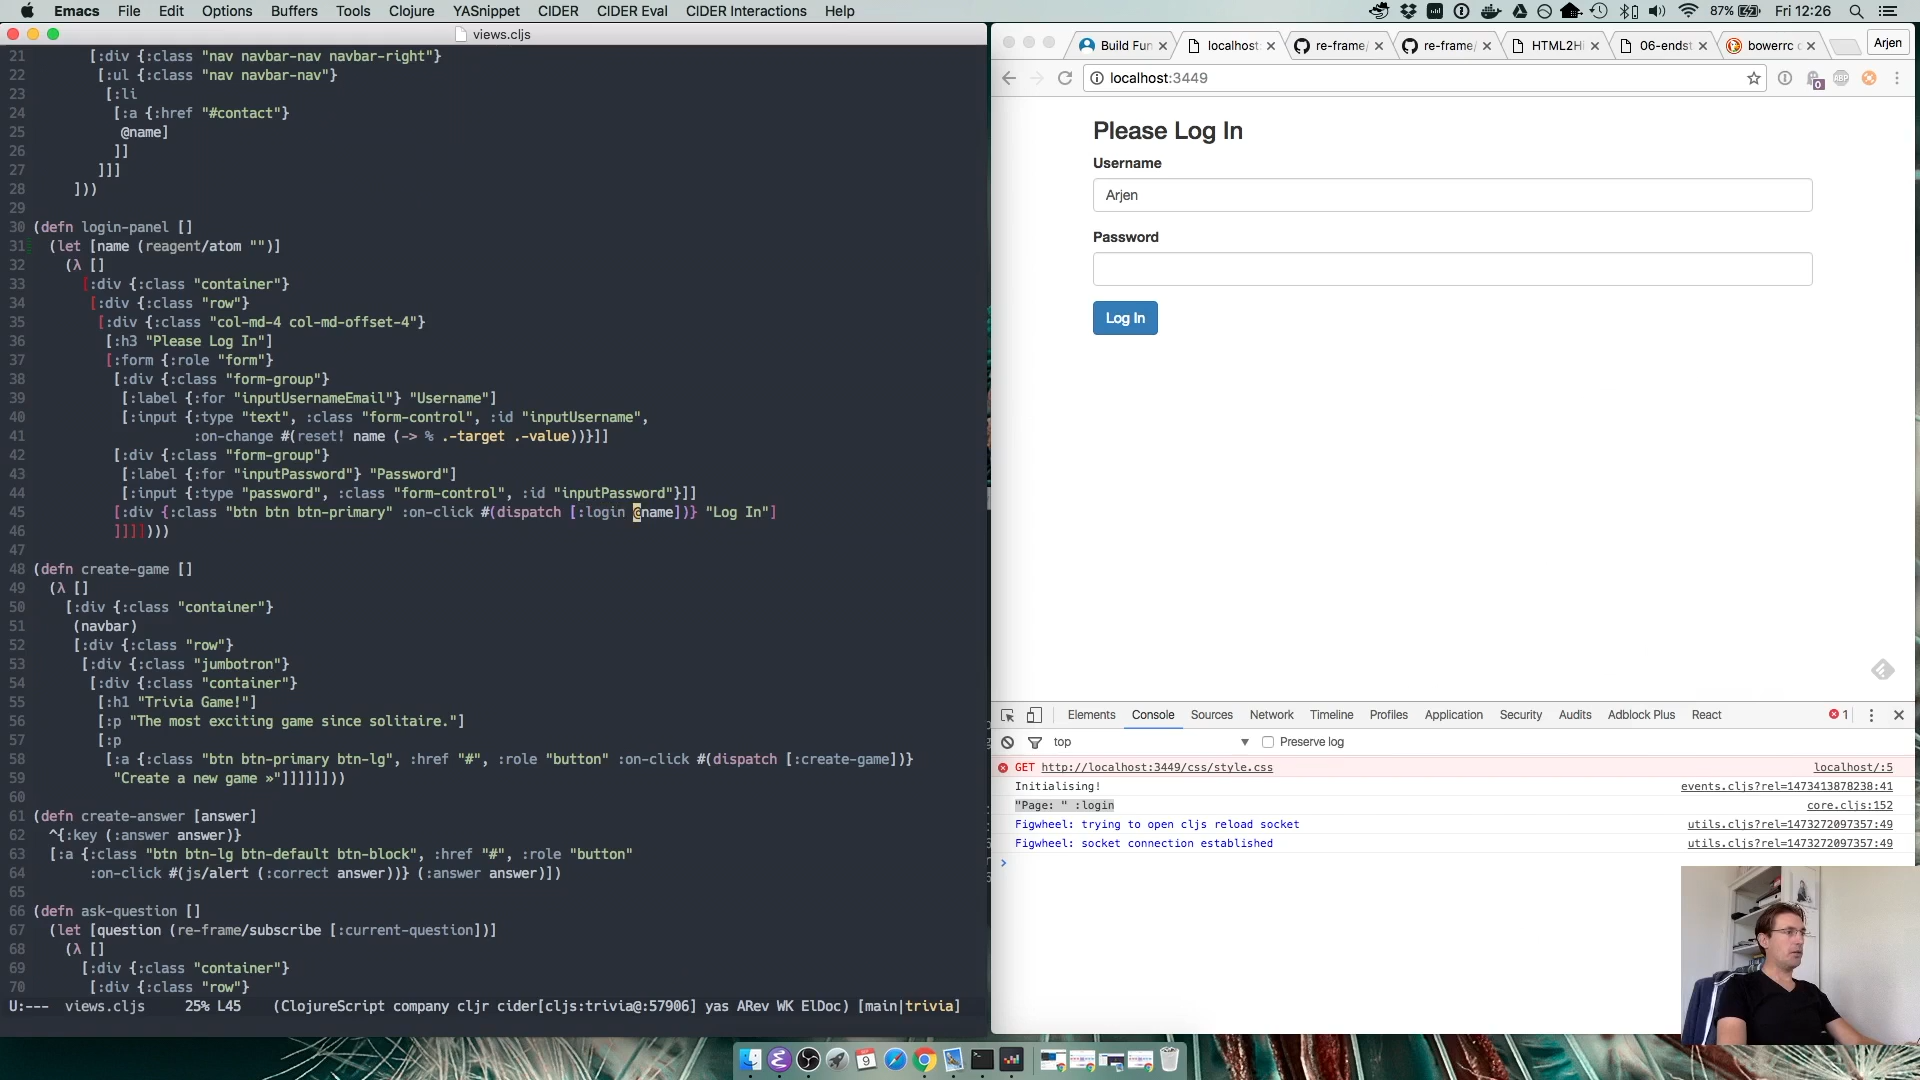 Emacs File Edit Options Buffers Tools Clojure YASnippet CIDER CIDER Eval CIDER Interactions Help
87% Fri 12:26
views.cljs
21 [:div {:class "nav navbar-nav navbar-right"}
22 [:ul {:class "nav navbar-nav"}
23 [:li
24 [:a {:href "#contact"}
25 @name]
26 ]]
27 ]]]
28 ]))
29
30 (defn login-panel []
31 (let [name (reagent/atom "")]
32 (λ []
33 [:div {:class "container"}
34 [:div {:class "row"}
35 [:div {:class "col-md-4 col-md-offset-4"}
36 [:h3 "Please Log In"]
37 [:form {:role "form"}
38 [:div {:class "form-group"}
39 [:label {:for "inputUsernameEmail"} "Username"]
40 [:input {:type "text", :class "form-control", :id "inputUsername",
41 :on-change #(reset! name (-> % .-target .-value))}]]
42 [:div {:class "form-group"}
43 [:label {:for "inputPassword"} "Password"]
44 [:input {:type "password", :class "form-control", :id "inputPassword"}]]
45 [:div {:class "btn btn btn-primary" :on-click #(dispatch [:login @name])} "Log In"]
46 ]]]])))
47
48 (defn create-game []
49 (λ []
50 [:div {:class "container"}
51 (navbar)
52 [:div {:class "row"}
53 [:div {:class "jumbotron"}
54 [:div {:class "container"}
55 [:h1 "Trivia Game!"]
56 [:p "The most exciting game since solitaire."]
57 [:p
58 [:a {:class "btn btn-primary btn-lg", :href "#", :role "button" :on-click #(dispatch [:create-game])}
59 "Create a new game »"]]]]]]))
60
61 (defn create-answer [answer]
62 ^{:key (:answer answer)}
63 [:a {:class "btn btn-lg btn-default btn-block", :href "#", :role "button"
64 :on-click #(js/alert (:correct answer))} (:answer answer)])
65
66 (defn ask-question []
67 (let [question (re-frame/subscribe [:current-question])]
68 (λ []
69 [:div {:class "container"}
70 [:div {:class "row"}
U:--- views.cljs 25% L45 (ClojureScript company cljr cider[cljs:trivia@:57906] yas ARev WK ElDoc) [main|trivia]
Build Fun localhost: re-frame/ re-frame/ HTML2Hi 06-endst bowerrc Arjen
localhost:3449
ABP
0
Please Log In
Username
Arjen
Password
Log In
Elements Console Sources Network Timeline Profiles Application Security Audits Adblock Plus React 1
top Preserve log
GET http://localhost:3449/css/style.css localhost/:5
Initialising! events.cljs?rel=1473413878238:41
"Page: " :login core.cljs:152
Figwheel: trying to open cljs reload socket utils.cljs?rel=1473272097357:49
Figwheel: socket connection established utils.cljs?rel=1473272097357:49
9